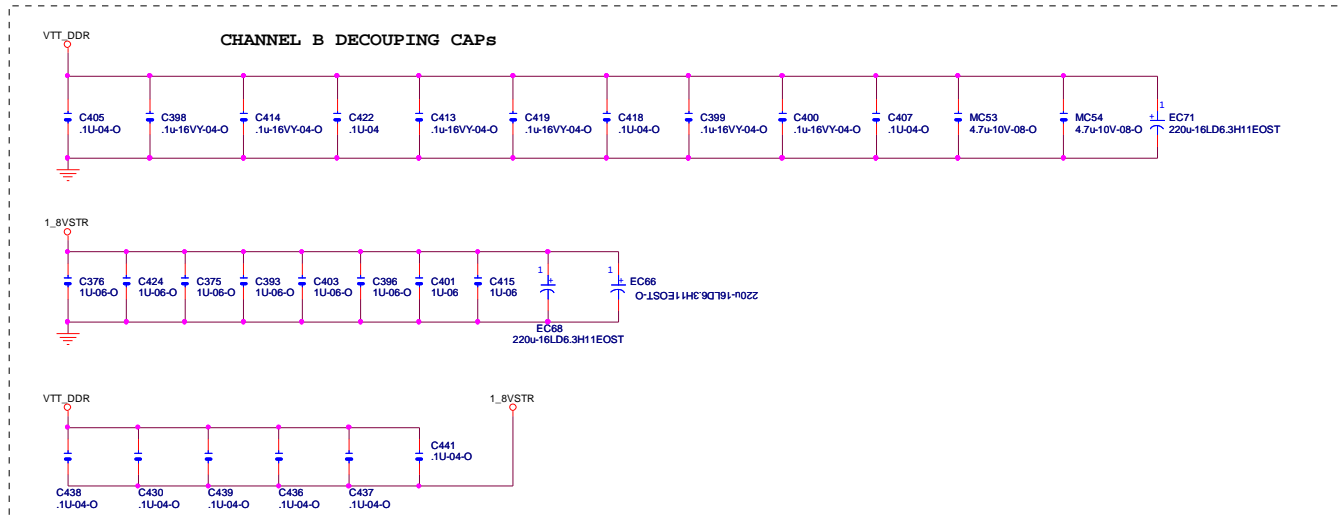 VTT_DDR
CHANNEL B DECOUPING CAPs
C405
.1U-04-O
C398
.1u-16VY-04-O
C414
.1u-16VY-04-O
C422
.1U-04
C413
.1u-16VY-04-O
C419
.1u-16VY-04-O
C418
.1U-04-O
C399
.1u-16VY-04-O
C400
.1u-16VY-04-O
C407
.1U-04-O
MC53
4.7u-10V-08-O
MC54
4.7u-10V-08-O
1
+
EC71
220u-16LD6.3H11EOST
1_8VSTR
C376
1U-06-O
C424
1U-06-O
C375
1U-06-O
C393
1U-06-O
C403
1U-06-O
C396
1U-06-O
C401
1U-06
C415
1U-06
1
+
EC68
220u-16LD6.3H11EOST
1
+
EC66
220u-16LD6.3H11EOST-O
VTT_DDR
1_8VSTR
C441
.1U-04-O
C438
.1U-04-O
C430
.1U-04-O
C439
.1U-04-O
C436
.1U-04-O
C437
.1U-04-O